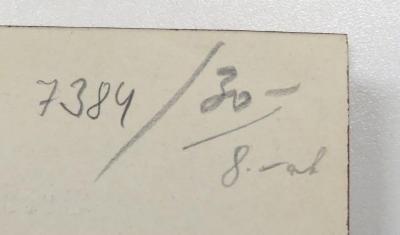 7384 / 30 –
8. –